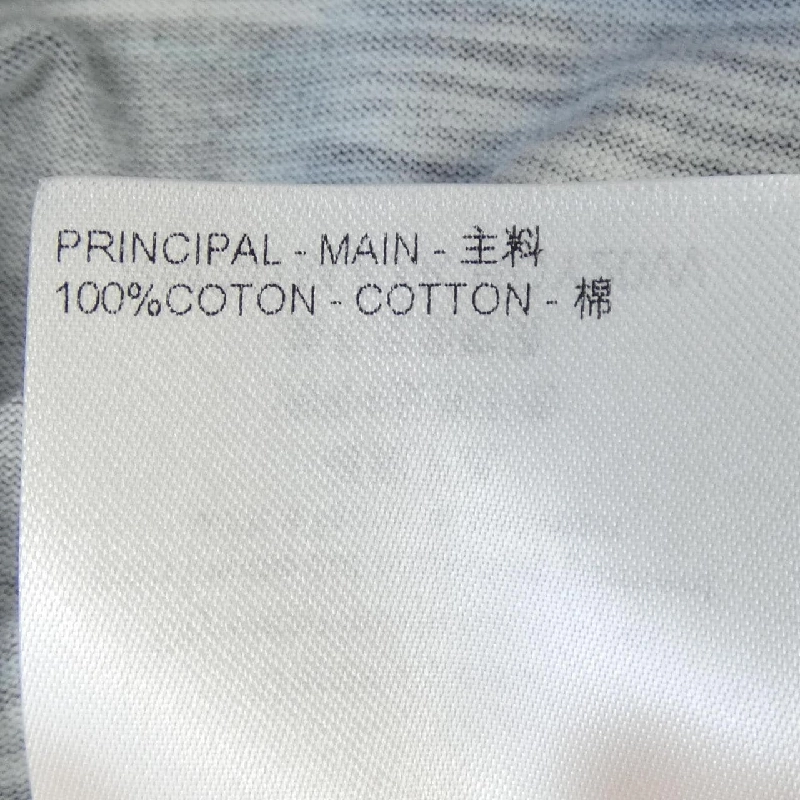 PRINCIPAL - MAIN - 主料
100%COTON - COTTON - 棉